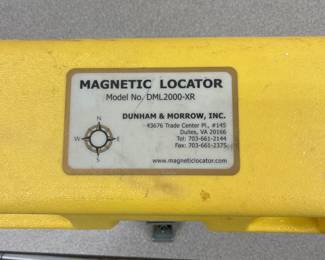 MAGNETIC LOCATOR
Model No. DML2000-XR
DUNHAM & MORROW, INC.
43676 Trade Center Pl., #145
Dulles, VA 20166
Tel: 703-661-2144
Fax: 703-661-2375
www.magneticlocator.com
N
W E
S